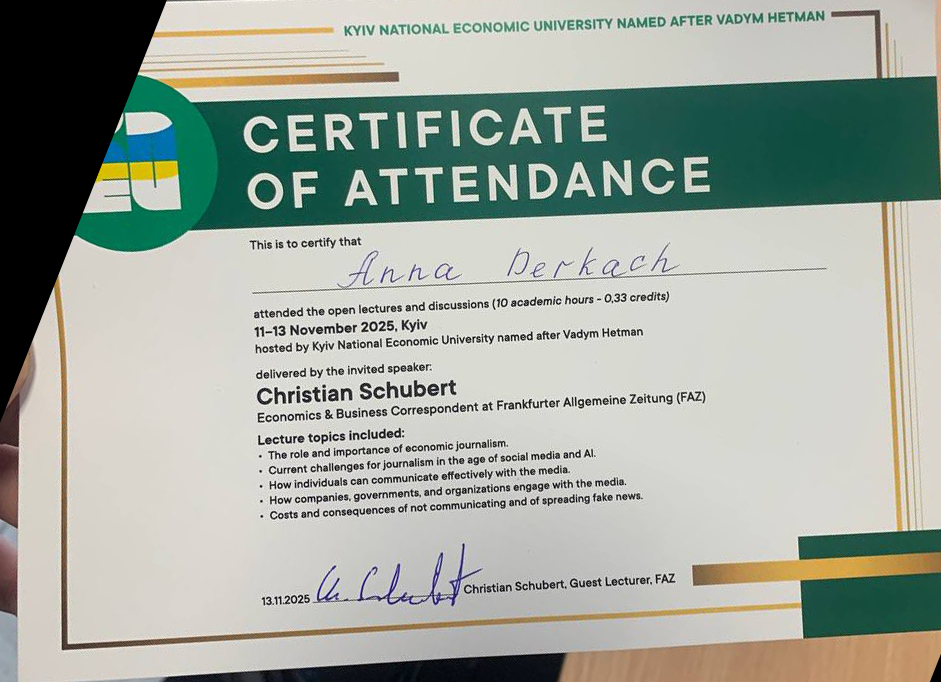 KYIV NATIONAL ECONOMIC UNIVERSITY NAMED AFTER VADYM HETMAN
EU
CERTIFICATE
OF ATTENDANCE
This is to certify that
Anna Derkach
attended the open lectures and discussions (10 academic hours - 0,33 credits)
11–13 November 2025, Kyiv
hosted by Kyiv National Economic University named after Vadym Hetman
delivered by the invited speaker:
Christian Schubert
Economics & Business Correspondent at Frankfurter Allgemeine Zeitung (FAZ)
Lecture topics included:
• The role and importance of economic journalism.
• Current challenges for journalism in the age of social media and AI.
• How individuals can communicate effectively with the media.
• How companies, governments, and organizations engage with the media.
• Costs and consequences of not communicating and of spreading fake news.
13.11.2025 Ch. Schubert Christian Schubert, Guest Lecturer, FAZ